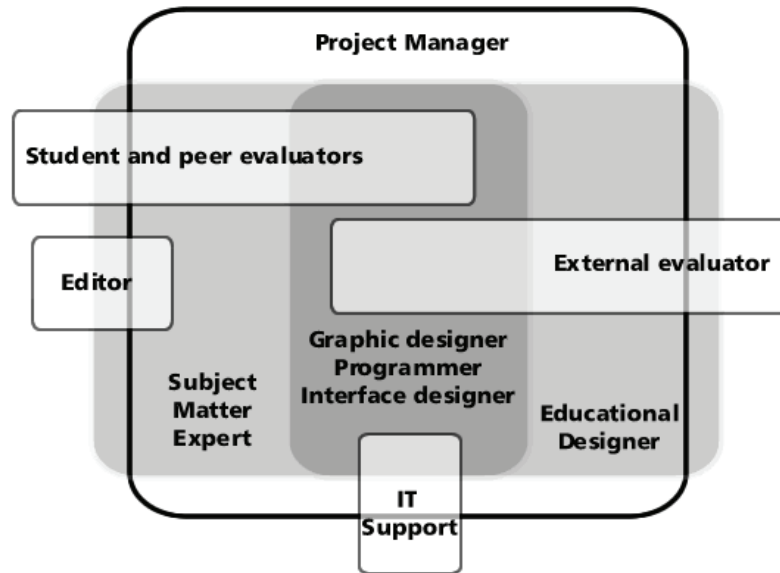 Project Manager
Student and peer evaluators
External evaluator
Editor
Graphic designer
Programmer
Interface designer
Subject
Matter
Expert
Educational
Designer
IT
Support